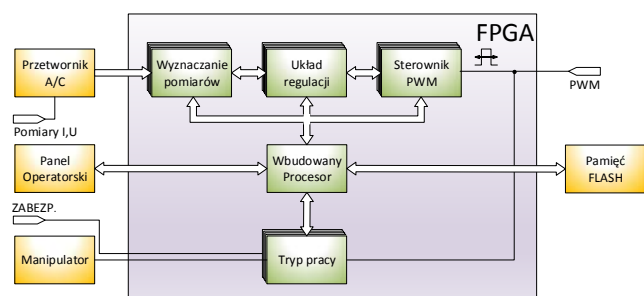 FPGA
Przetwornik
A/C
Wyznaczanie
pomiarów
Układ
regulacji
Sterownik
PWM
PWM
Pomiary I,U
Panel
Operatorski
Wbudowany
Procesor
Pamięć
FLASH
ZABEZP.
Manipulator
Tryp pracy